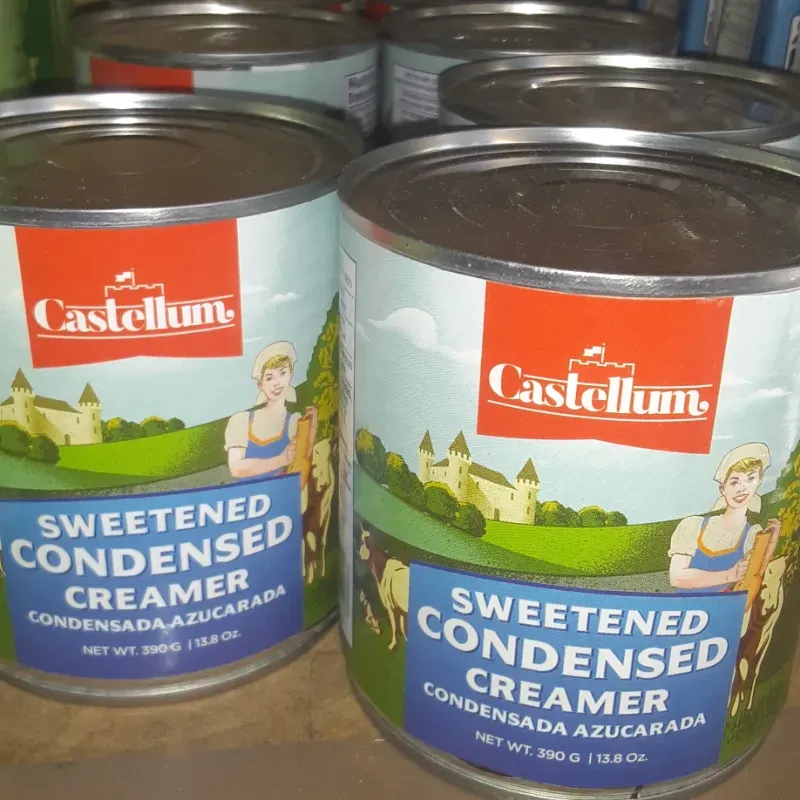 Castellum
SWEETENED
CONDENSED
CREAMER
CONDENSADA AZUCARADA
NET WT. 390 G | 13.8 Oz.
Castellum
SWEETENED
CONDENSED
CREAMER
CONDENSADA AZUCARADA
NET WT. 390 G | 13.8 Oz.